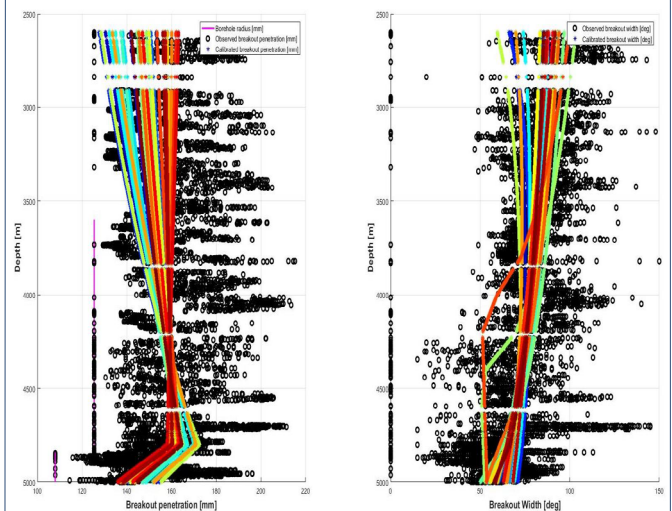 2500
3000
3500
4000
4500
5000
100
120
140
160
180
200
220
Depth [m]
Breakout penetration [mm]
Borehole radius [mm]
Observed breakout penetration [mm]
Calibrated breakout penetration [mm]
2500
3000
3500
4000
4500
5000
0
50
100
150
Depth [m]
Breakout Width [deg]
Observed breakout width [deg]
Calibrated breakout width [deg]